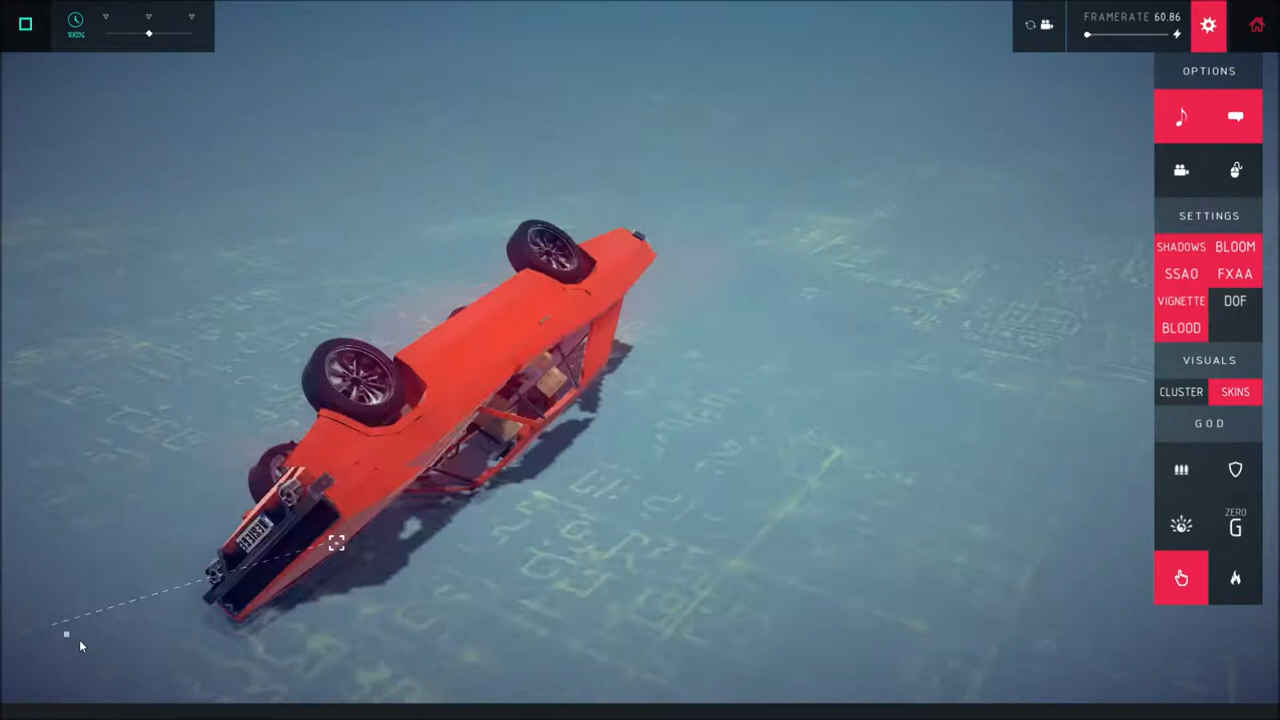 100%
FRAMERATE 60.86
OPTIONS
SETTINGS
SHADOWS BLOOM
SSAO FXAA
VIGNETTE DOF
BLOOD
VISUALS
CLUSTER SKINS
GOD
ZERO
G